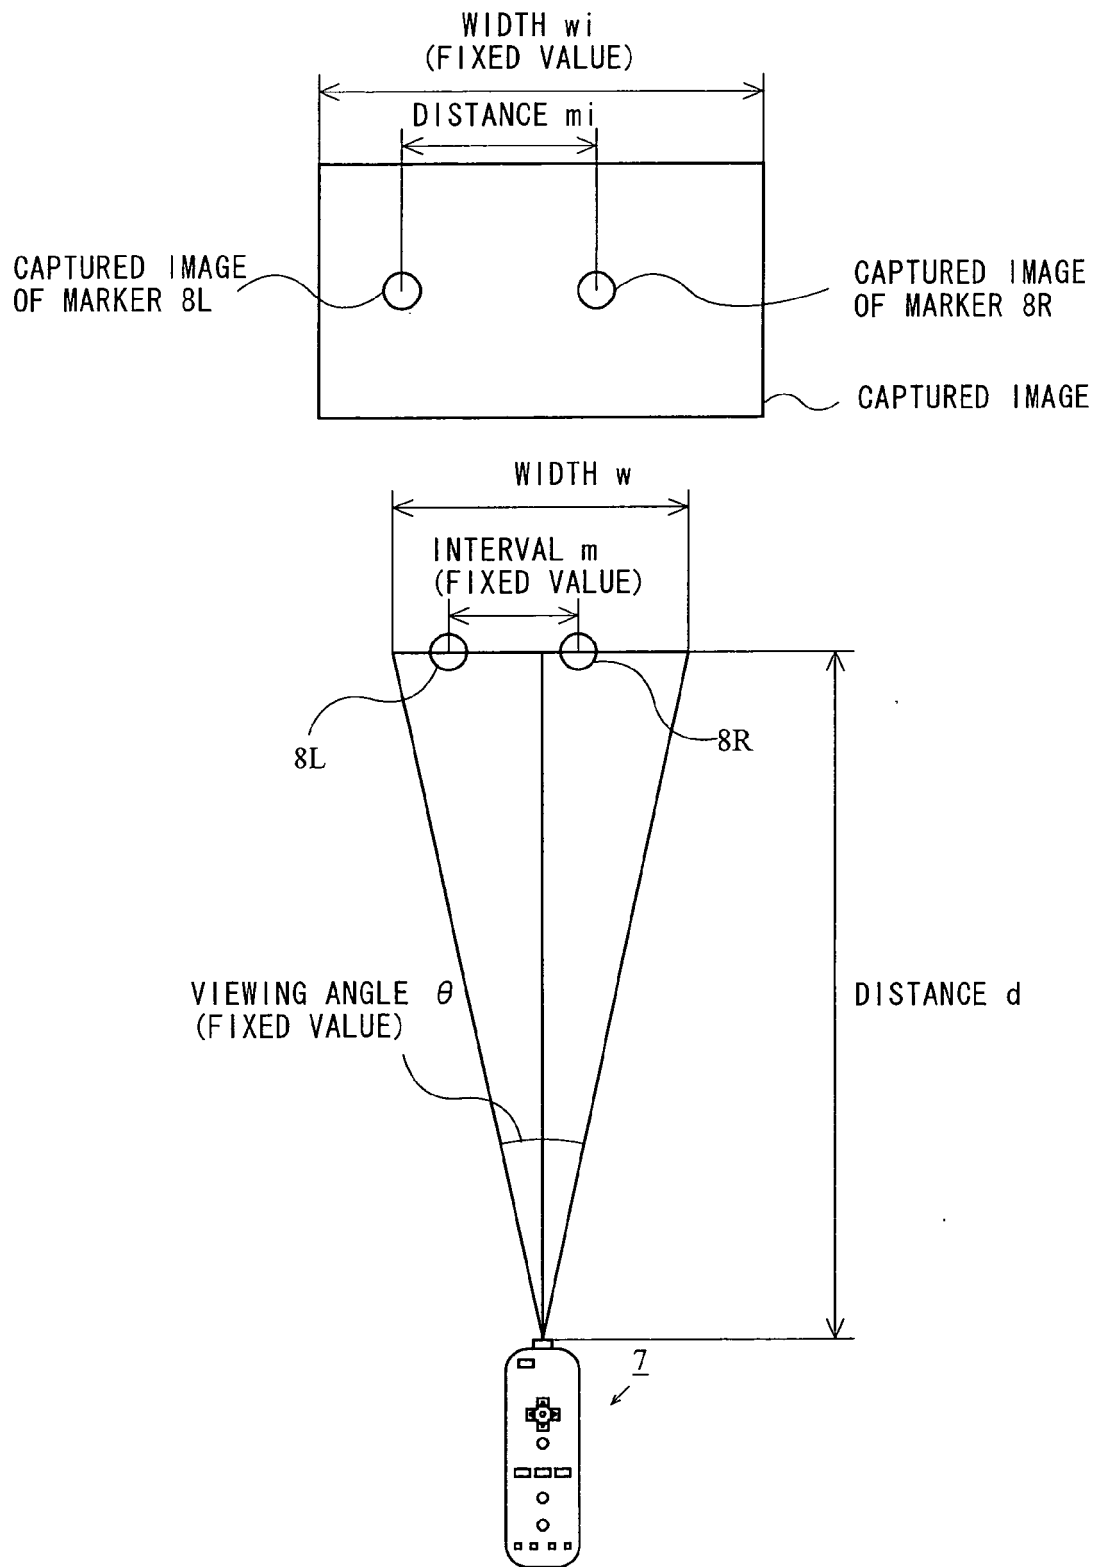 WIDTH wi
(FIXED VALUE)
DISTANCE mi
CAPTURED IMAGE
OF MARKER 8L
CAPTURED IMAGE
OF MARKER 8R
CAPTURED IMAGE
WIDTH w
INTERVAL m
(FIXED VALUE)
8L
8R
VIEWING ANGLE θ
(FIXED VALUE)
DISTANCE d
7